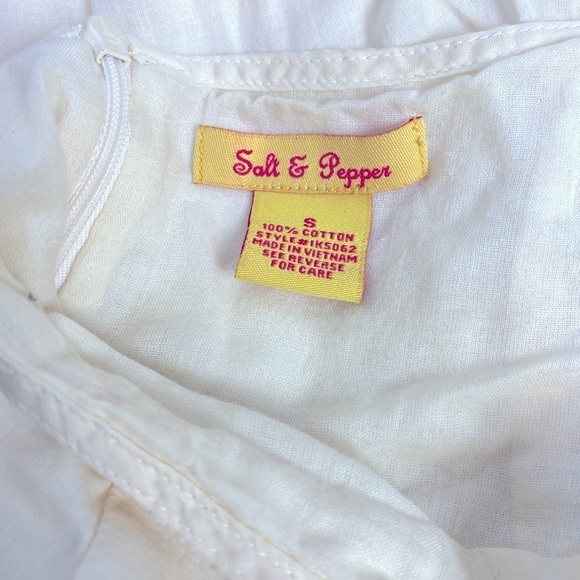 Salt & Pepper
S
100% COTTON
STYLE#IK5062
MADE IN VIETNAM
SEE REVERSE
FOR CARE